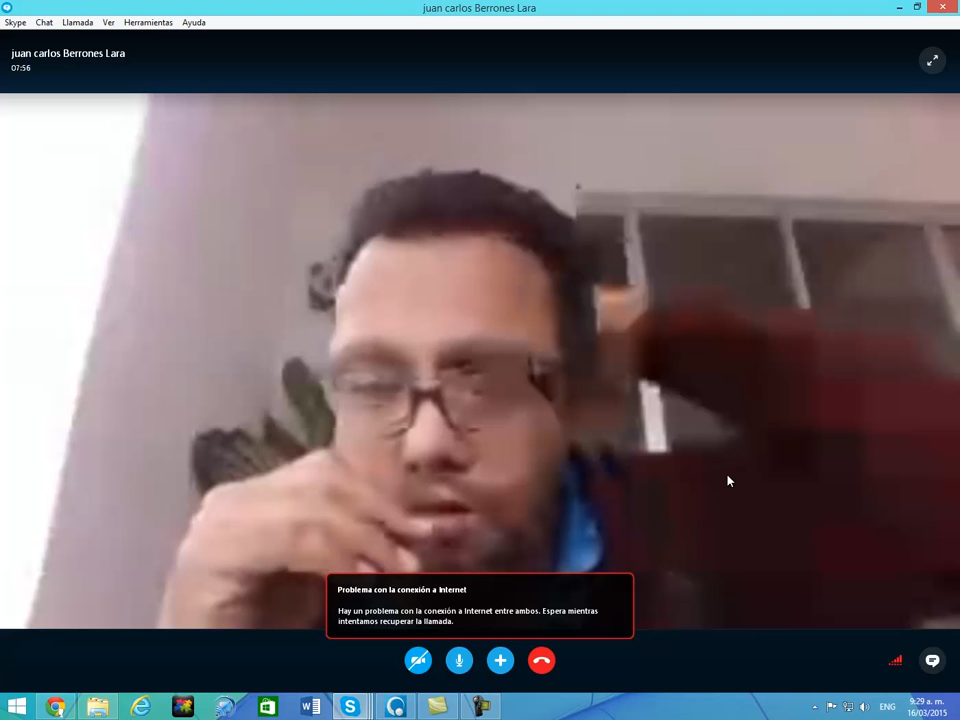 juan carlos Berrones Lara
Skype Chat Llamada Ver Herramientas Ayuda
juan carlos Berrones Lara
07:56
Problema con la conexión a Internet
Hay un problema con la conexión a Internet entre ambos. Espera mientras
intentamos recuperar la llamada.
ENG
9:29 a. m.
16/03/2015